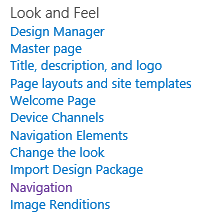 Look and Feel
Design Manager
Master page
Title, description, and logo
Page layouts and site templates
Welcome Page
Device Channels
Navigation Elements
Change the look
Import Design Package
Navigation
Image Renditions